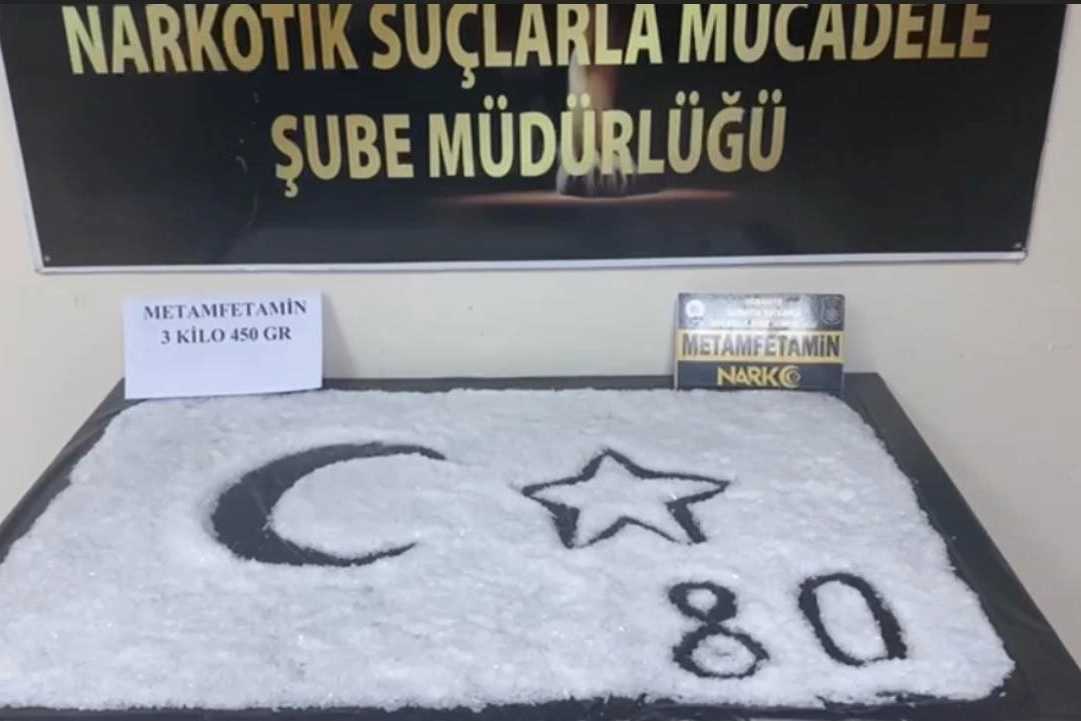 NARKOTİK SUÇLARLA MÜCADELE
ŞUBE MÜDÜRLÜĞÜ
METAMFETAMİN
3 KİLO 450 GR
METAMFETAMİN
NARKO
80